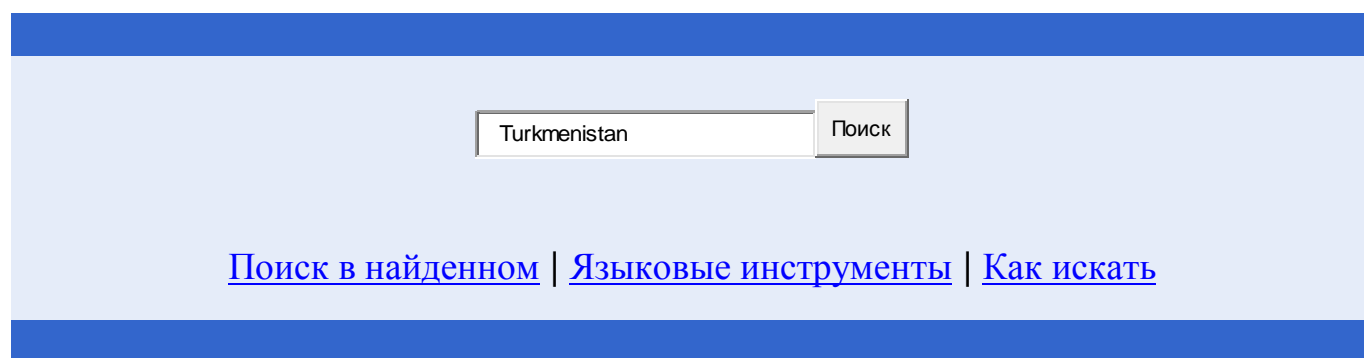 Turkmenistan Поиск
Поиск в найденном | Языковые инструменты | Как искать